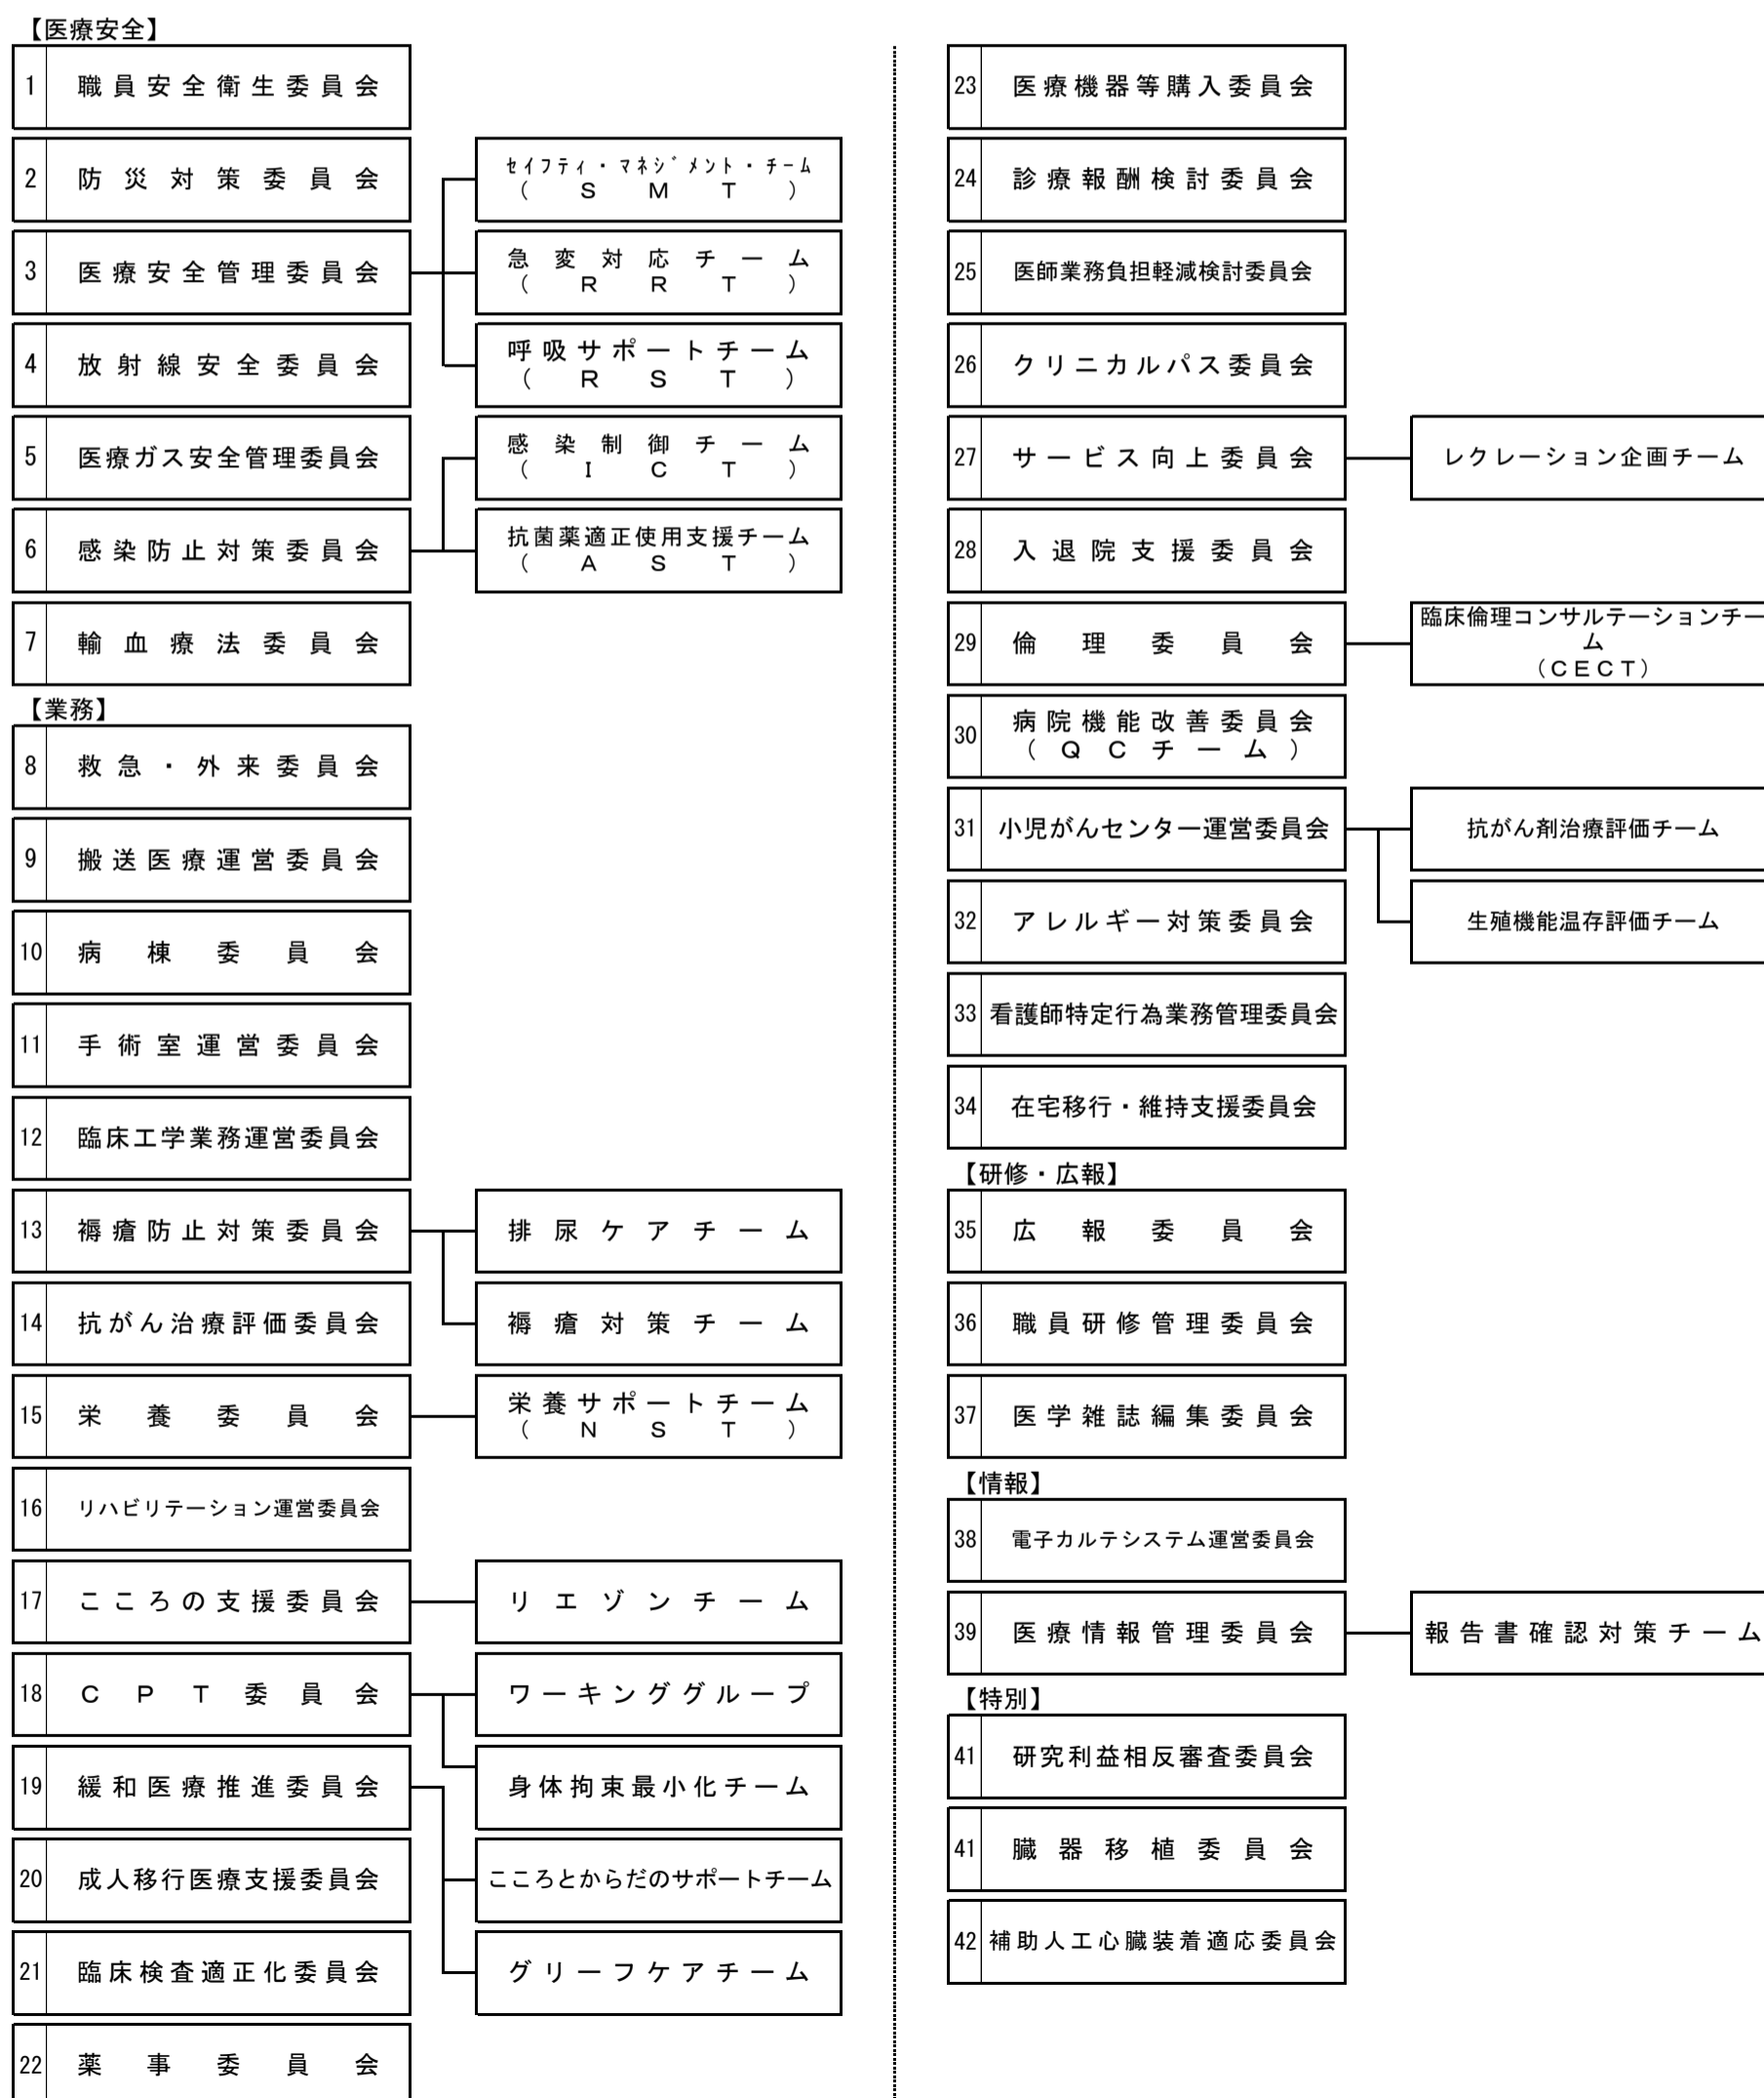 【医療安全】
1 職員安全衛生委員会
2 防災対策委員会
セイフティ・マネジメント・チーム
（SMT）
3 医療安全管理委員会
急変対応チーム
（RRT）
4 放射線安全委員会
呼吸サポートチーム
（RST）
5 医療ガス安全管理委員会
感染制御チーム
（ICT）
6 感染防止対策委員会
抗菌薬適正使用支援チーム
（AST）
7 輸血療法委員会
【業務】
8 救急・外来委員会
9 搬送医療運営委員会
10 病棟委員会
11 手術室運営委員会
12 臨床工学業務運営委員会
13 褥瘡防止対策委員会
排尿ケアチーム
14 抗がん治療評価委員会
褥瘡対策チーム
15 栄養委員会
栄養サポートチーム
（NST）
16 リハビリテーション運営委員会
17 こころの支援委員会
リエゾンチーム
18 CPT委員会
ワーキンググループ
19 緩和医療推進委員会
身体拘束最小化チーム
20 成人移行医療支援委員会
こころとからだのサポートチーム
21 臨床検査適正化委員会
グリーフケアチーム
22 薬事委員会
23 医療機器等購入委員会
24 診療報酬検討委員会
25 医師業務負担軽減検討委員会
26 クリニカルパス委員会
27 サービス向上委員会
レクレーション企画チーム
28 入退院支援委員会
29 倫理委員会
臨床倫理コンサルテーションチー
ム
（CECT）
30 病院機能改善委員会
（QCチーム）
31 小児がんセンター運営委員会
抗がん剤治療評価チーム
32 アレルギー対策委員会
生殖機能温存評価チーム
33 看護師特定行為業務管理委員会
34 在宅移行・維持支援委員会
【研修・広報】
35 広報委員会
36 職員研修管理委員会
37 医学雑誌編集委員会
【情報】
38 電子カルテシステム運営委員会
39 医療情報管理委員会
報告書確認対策チーム
【特別】
41 研究利益相反審査委員会
41 臓器移植委員会
42 補助人工心臓装着適応委員会